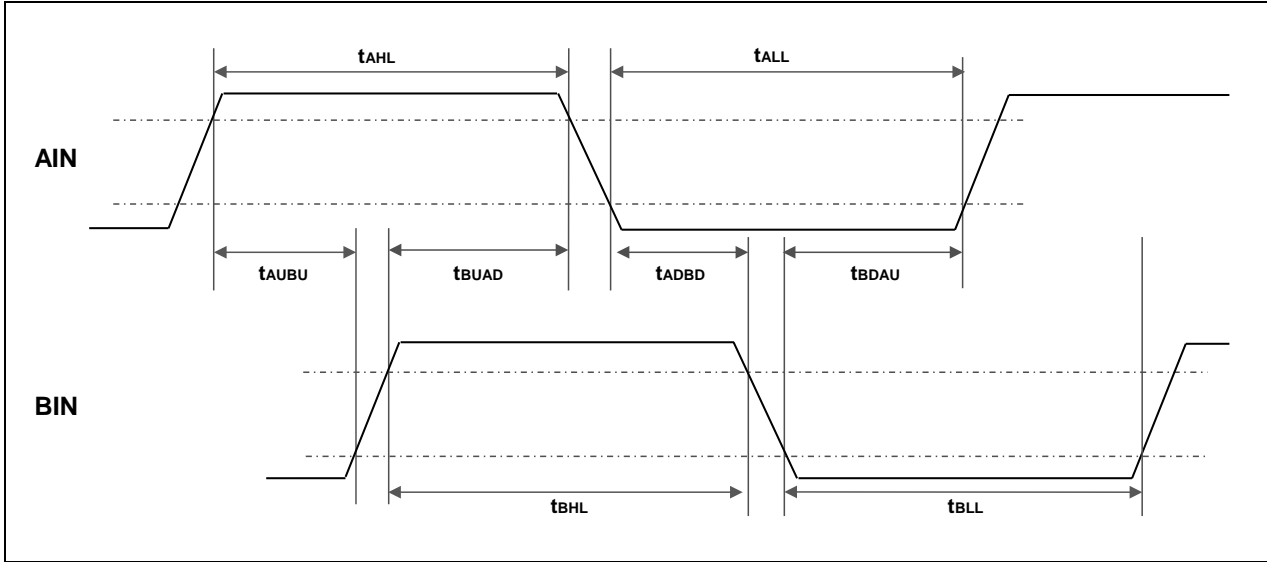 tAHL
tALL
AIN
tAUBU
tBUAD
tADBD
tBDAU
BIN
tBHL
tBLL